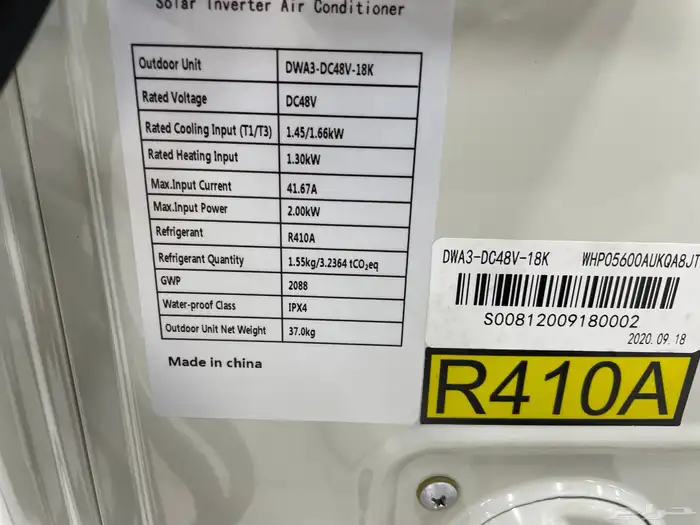 Solar Inverter Air Conditioner
Outdoor Unit DWA3-DC48V-18K
Rated Voltage DC48V
Rated Cooling Input (T1/T3) 1.45/1.66kW
Rated Heating Input 1.30kW
Max.Input Current 41.67A
Max.Input Power 2.00kW
Refrigerant R410A
Refrigerant Quantity 1.55kg/3.2364 tCO₂eq
GWP 2088
Water-proof Class IPX4
Outdoor Unit Net Weight 37.0kg
Made in china
DWA3-DC48V-18K WHP05600AUKQA8JT
S00812009180002
2020.09.18
R410A
حراج